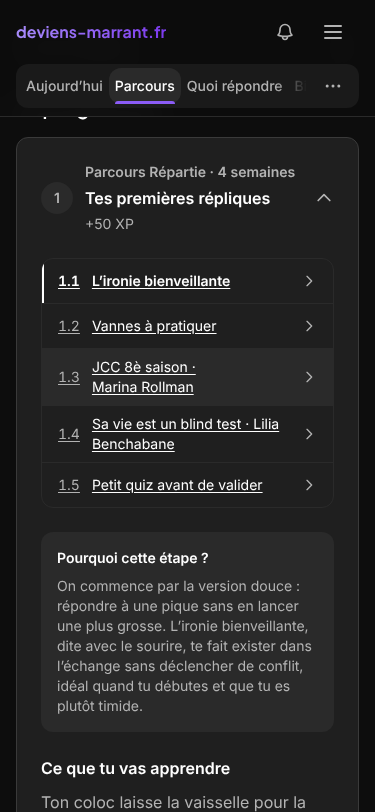 deviens-marrant.fr
Aujourd'hui Parcours Quoi répondre
Parcours Répartie · 4 semaines
1 Tes premières répliques
+50 XP
1.1 L'ironie bienveillante
1.2 Vannes à pratiquer
1.3 JCC 8è saison ·
Marina Rollman
1.4 Sa vie est un blind test · Lilia
Benchabane
1.5 Petit quiz avant de valider
Pourquoi cette étape ?
On commence par la version douce :
répondre à une pique sans en lancer
une plus grosse. L'ironie bienveillante,
dite avec le sourire, te fait exister dans
l'échange sans déclencher de conflit,
idéal quand tu débutes et que tu es
plutôt timide.
Ce que tu vas apprendre
Ton coloc laisse la vaisselle pour la